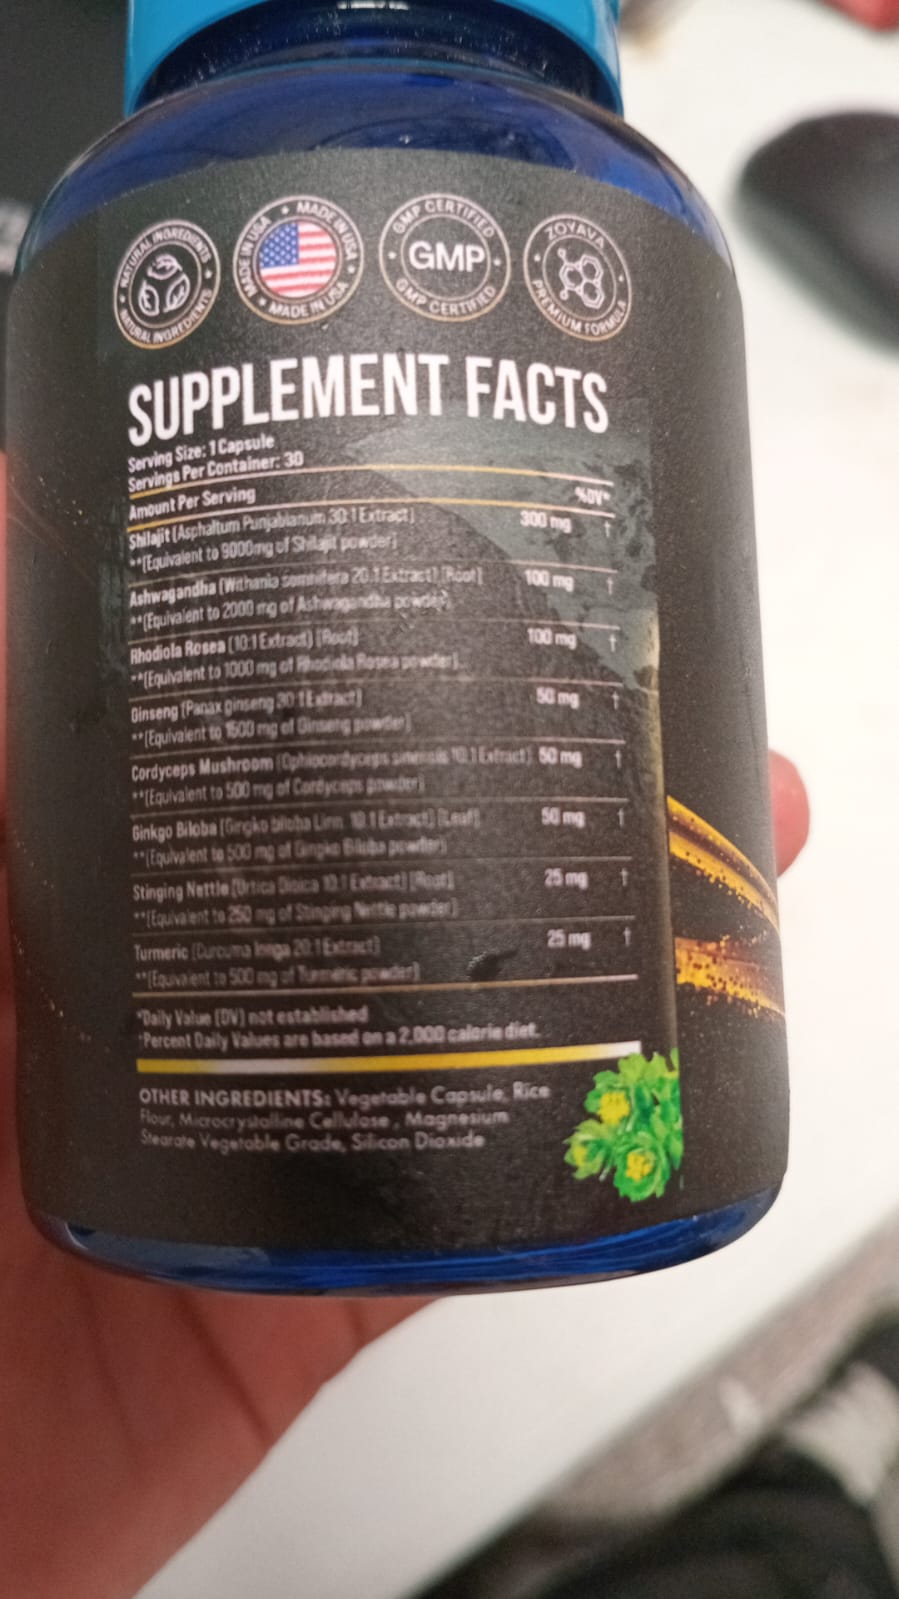 NATURAL INGREDIENTS
NATURAL INGREDIENTS
MADE IN USA
MADE IN USA
MADE IN USA
GMP CERTIFIED
GMP
GMP CERTIFIED
ZOYAVA
PREMIUM FORMULA
SUPPLEMENT FACTS
Serving Size: 1 Capsule
Servings Per Container: 30
Amount Per Serving %DV*
Shilajit (Asphaltum Punjabianum 30:1 Extract) 300 mg †
**(Equivalent to 9000mg of Shilajit powder)
Ashwagandha (Withania somnifera 20:1 Extract) (Root) 100 mg †
**(Equivalent to 2000 mg of Ashwagandha powder)
Rhodiola Rosea (10:1 Extract) (Root) 100 mg †
**(Equivalent to 1000 mg of Rhodiola Rosea powder)
Ginseng (Panax ginseng 30:1 Extract) 50 mg †
**(Equivalent to 1500 mg of Ginseng powder)
Cordyceps Mushroom (Ophiocordyceps sinensis 10:1 Extract) 50 mg †
**(Equivalent to 500 mg of Cordyceps powder)
Ginkgo Biloba (Gingko biloba Linn 10:1 Extract) (Leaf) 50 mg †
**(Equivalent to 500 mg of Gingko Biloba powder)
Stinging Nettle (Urtica Dioica 10:1 Extract) (Root) 25 mg †
**(Equivalent to 250 mg of Stinging Nettle powder)
Turmeric (Curcuma longa 20:1 Extract) 25 mg †
**(Equivalent to 500 mg of Turmeric powder)
*Daily Value (DV) not established
*Percent Daily Values are based on a 2,000 calorie diet.
OTHER INGREDIENTS: Vegetable Capsule, Rice
Flour, Microcrystalline Cellulose , Magnesium
Stearate Vegetable Grade, Silicon Dioxide